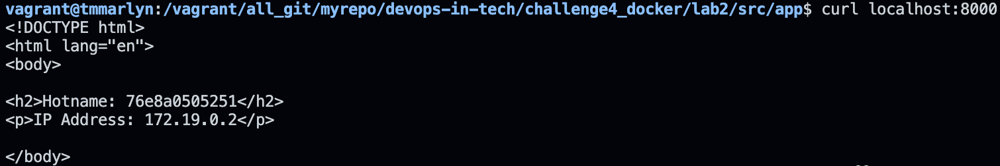 vagrant@tmmarlyn:/vagrant/all_git/myrepo/devops-in-tech/challenge4_docker/lab2/src/app$ curl localhost:8000
<!DOCTYPE html>
<html lang="en">
<body>
<h2>Hotname: 76e8a0505251</h2>
<p>IP Address: 172.19.0.2</p>
</body>